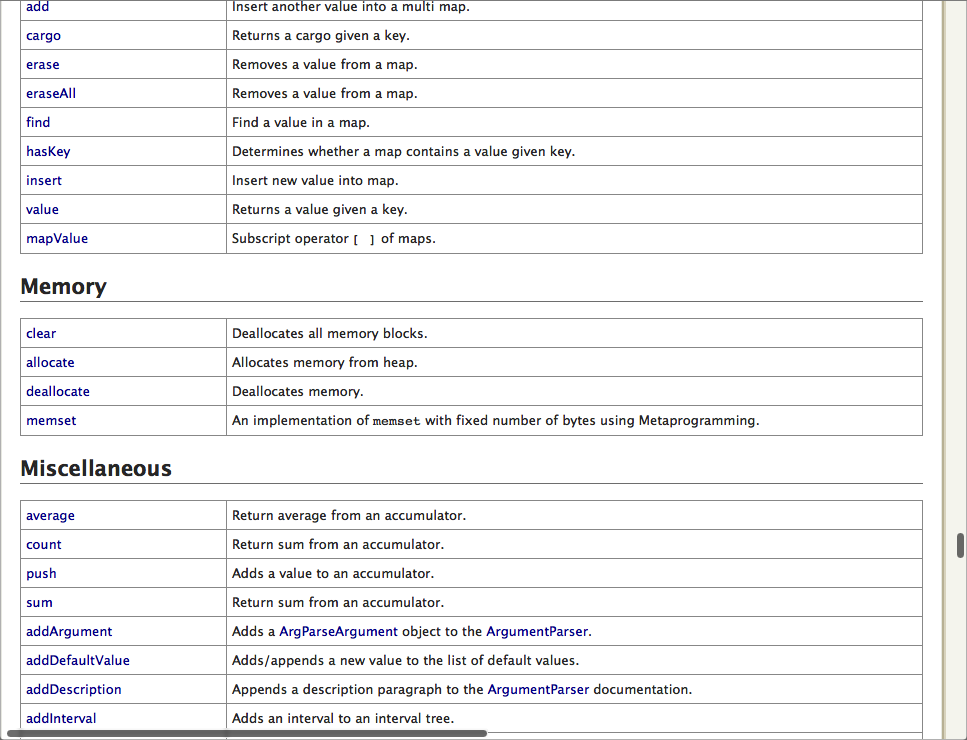 add Insert another value into a multi map.
cargo Returns a cargo given a key.
erase Removes a value from a map.
eraseAll Removes a value from a map.
find Find a value in a map.
hasKey Determines whether a map contains a value given key.
insert Insert new value into map.
value Returns a value given a key.
mapValue Subscript operator [ ] of maps.
Memory
clear Deallocates all memory blocks.
allocate Allocates memory from heap.
deallocate Deallocates memory.
memset An implementation of memset with fixed number of bytes using Metaprogramming.
Miscellaneous
average Return average from an accumulator.
count Return sum from an accumulator.
push Adds a value to an accumulator.
sum Return sum from an accumulator.
addArgument Adds a ArgParseArgument object to the ArgumentParser.
addDefaultValue Adds/appends a new value to the list of default values.
addDescription Appends a description paragraph to the ArgumentParser documentation.
addInterval Adds an interval to an interval tree.